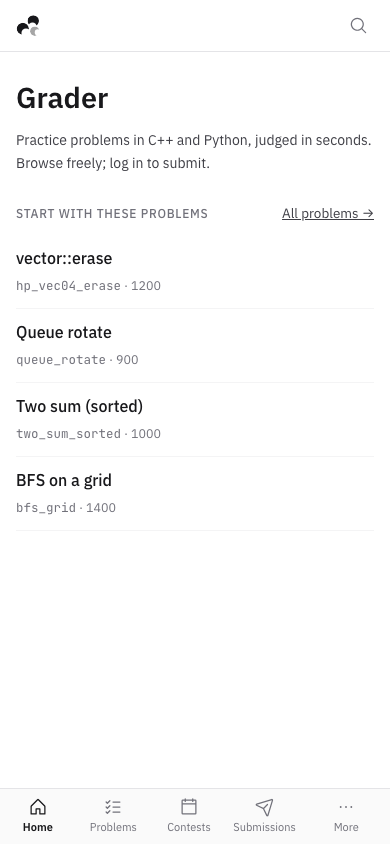 Grader
Practice problems in C++ and Python, judged in seconds.
Browse freely; log in to submit.
START WITH THESE PROBLEMS All problems →
vector::erase
hp_vec04_erase · 1200
Queue rotate
queue_rotate · 900
Two sum (sorted)
two_sum_sorted · 1000
BFS on a grid
bfs_grid · 1400
Home Problems Contests Submissions More